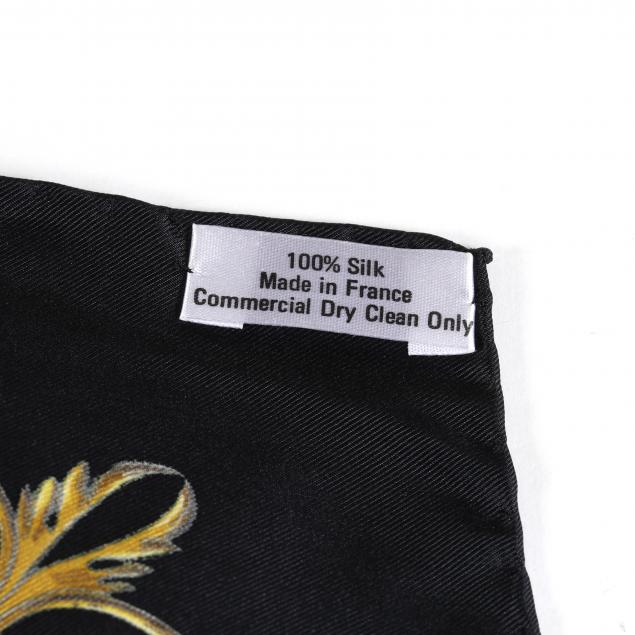 100% Silk
Made in France
Commercial Dry Clean Only